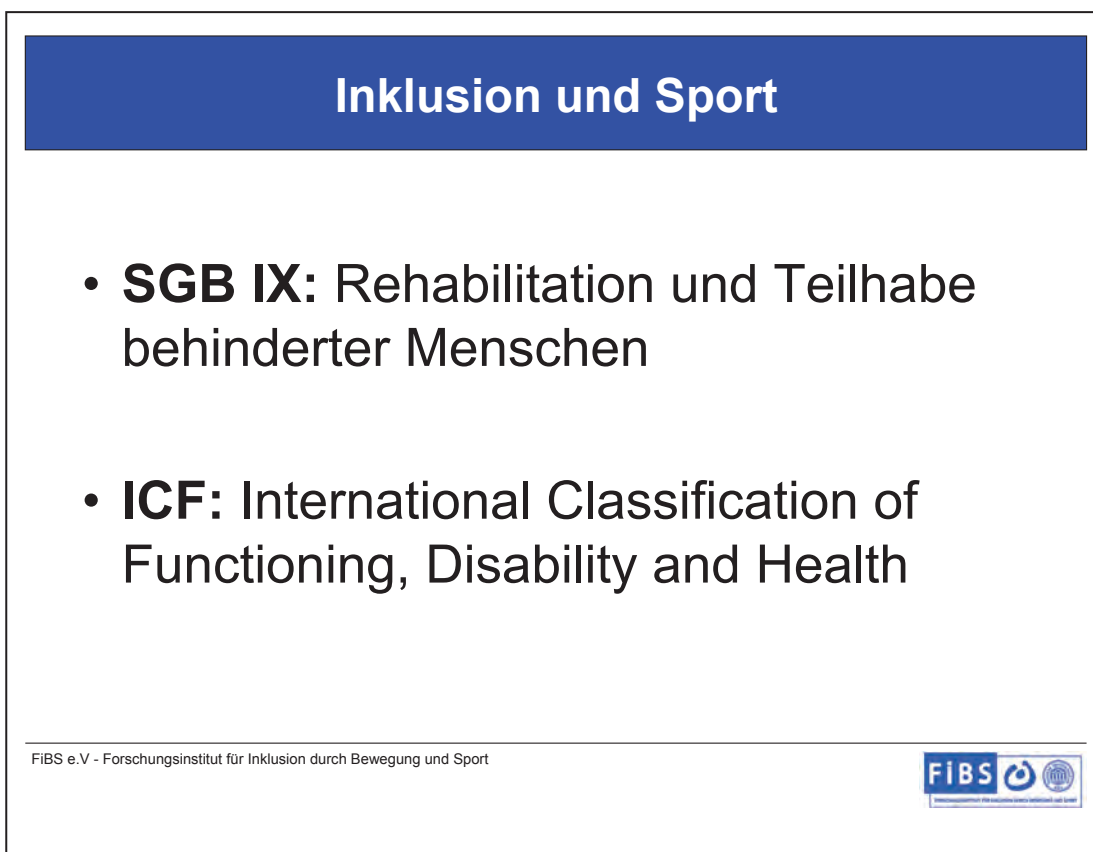 Inklusion und Sport
• SGB IX: Rehabilitation und Teilhabe
behinderter Menschen
• ICF: International Classification of
Functioning, Disability and Health
FiBS e.V - Forschungsinstitut für Inklusion durch Bewegung und Sport
FiBS